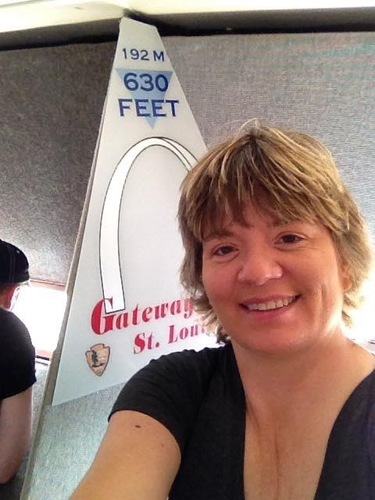 192 M
630
FEET
Gateway
St. Lou